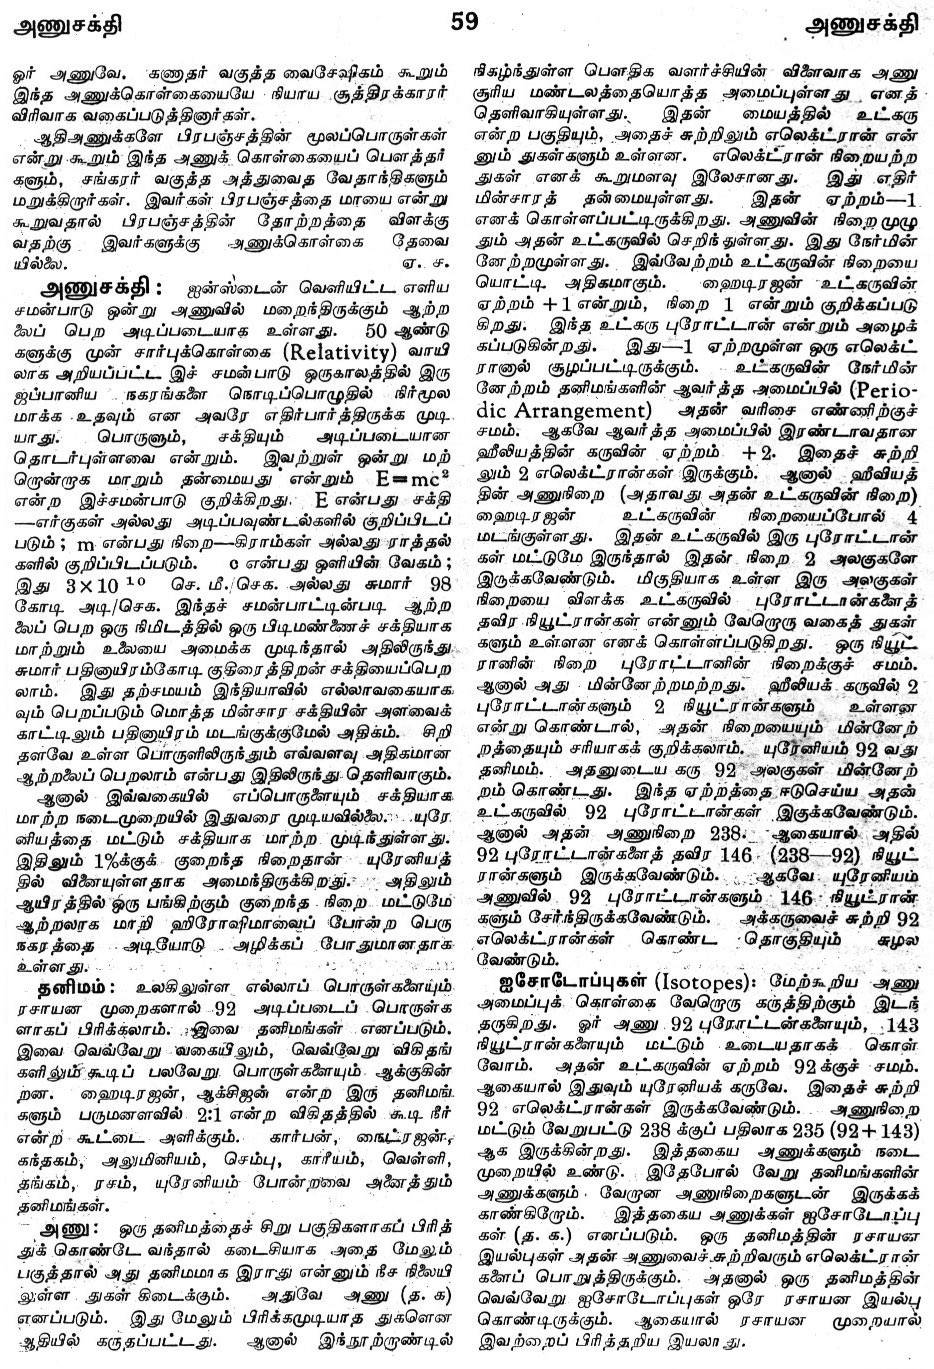 அணுசக்தி
59
அணுசக்தி
ஓர் அணுவே. கணாதர் வகுத்த வைசேஷிகம் கூறும்
இந்த அணுக்கொள்கையையே நியாய சூத்திரக்காரர்
விரிவாக வகைப்படுத்தினார்கள்.
ஆதிஅணுக்களே பிரபஞ்சத்தின் மூலப்பொருள்கள்
என்று கூறும் இந்த அணுக் கொள்கையைப் பௌத்தர்
களும், சங்கரர் வகுத்த அத்துவைத வேதாந்திகளும்
மறுக்கிறார்கள். இவர்கள் பிரபஞ்சத்தை மாயை என்று
கூறுவதால் பிரபஞ்சத்தின் தோற்றத்தை விளக்கு
வதற்கு இவர்களுக்கு அணுக்கொள்கை தேவை
யில்லை. ஏ. ச.
அணுசக்தி : ஐன்ஸ்டைன் வெளியிட்ட எளிய
சமன்பாடு ஒன்று அணுவில் மறைந்திருக்கும் ஆற்ற
லைப் பெற அடிப்படையாக உள்ளது. 50 ஆண்டு
களுக்கு முன் சார்புக்கொள்கை (Relativity) வாயி
லாக அறியப்பட்ட இச் சமன்பாடு ஒருகாலத்தில் இரு
ஜப்பானிய நகரங்களை நொடிப்பொழுதில் நிர்மூல
மாக்க உதவும் என அவரே எதிர்பார்த்திருக்க முடி
யாது. பொருளும், சக்தியும் அடிப்படையான
தொடர்புள்ளவை என்றும். இவற்றுள் ஒன்று மற்
றொன்றாக மாறும் தன்மையது என்றும் E=mc²
என்ற இச்சமன்பாடு குறிக்கிறது. E என்பது சக்தி
—எர்குகள் அல்லது அடிப்பவுண்டல்களில் குறிப்பிடப்
படும் ; m என்பது நிறை—கிராம்கள் அல்லது ராத்தல்
களில் குறிப்பிடப்படும். c என்பது ஒளியின் வேகம் ;
இது 3×10¹⁰ செ. மீ./செக. அல்லது சுமார் 98
கோடி அடி/செக. இந்தச் சமன்பாட்டின்படி ஆற்ற
லைப் பெற ஒரு நிமிடத்தில் ஒரு பிடிமண்ணைச் சக்தியாக
மாற்றும் உலையை அமைக்க முடிந்தால் அதிலிருந்து
சுமார் பதினாயிரம்கோடி குதிரைத்திறன் சக்தியைப்பெற
லாம். இது தற்சமயம் இந்தியாவில் எல்லாவகையாக
வும் பெறப்படும் மொத்த மின்சார சக்தியின் அளவைக்
காட்டிலும் பதினாயிரம் மடங்குக்குமேல் அதிகம். சிறி
தளவே உள்ள பொருளிலிருந்தும் எவ்வளவு அதிகமான
ஆற்றலைப் பெறலாம் என்பது இதிலிருந்து தெளிவாகும்.
ஆனால் இவ்வகையில் எப்பொருளையும் சக்தியாக
மாற்ற நடைமுறையில் இதுவரை முடியவில்லை. யுரே
னியத்தை மட்டும் சக்தியாக மாற்ற முடிந்துள்ளது.
இதிலும் 1%க்குக் குறைந்த நிறைதான் யுரேனியத்
தில் வினையுள்ளதாக அமைந்திருக்கிறது. அதிலும்
ஆயிரத்தில் ஒரு பங்கிற்கும் குறைந்த நிறை மட்டுமே
ஆற்றலாக மாறி ஹிரோஷிமாவைப் போன்ற பெரு
நகரத்தை அடியோடு அழிக்கப் போதுமானதாக
உள்ளது.
தனிமம் : உலகிலுள்ள எல்லாப் பொருள்களையும்
ரசாயன முறைகளால் 92 அடிப்படைப் பொருள்க
ளாகப் பிரிக்கலாம். இவை தனிமங்கள் எனப்படும்.
இவை வெவ்வேறு வகையிலும், வெவ்வேறு விகிதங்
களிலும் கூடிப் பலவேறு பொருள்களையும் ஆக்குகின்
றன. ஹைடிரஜன், ஆக்சிஜன் என்ற இரு தனிமங்
களும் பருமனளவில் 2:1 என்ற விகிதத்தில் கூடி நீர்
என்ற கூட்டை அளிக்கும். கார்பன், நைட்ரஜன்,
கந்தகம், அலுமினியம், செம்பு, காரீயம், வெள்ளி,
தங்கம், ரசம், யுரேனியம் போன்றவை அனைத்தும்
தனிமங்கள்.
அணு : ஒரு தனிமத்தைச் சிறு பகுதிகளாகப் பிரித்
துக் கொண்டே வந்தால் கடைசியாக அதை மேலும்
பகுத்தால் அது தனிமமாக இராது என்னும் நீச நிலையி
லுள்ள துகள் கிடைக்கும். அதுவே அணு (த. க)
எனப்படும். இது மேலும் பிரிக்கமுடியாத துகளென
ஆதியில் கருதப்பட்டது. ஆனால் இந்நூற்றாண்டில்
நிகழ்ந்துள்ள பௌதிக வளர்ச்சியின் விளைவாக அணு
சூரிய மண்டலத்தையொத்த அமைப்புள்ளது எனத்
தெளிவாகியுள்ளது. இதன் மையத்தில் உட்கரு
என்ற பகுதியும், அதைச் சுற்றிலும் எலெக்ட்ரான் என்
னும் துகள்களும் உள்ளன. எலெக்ட்ரான் நிறையற்ற
துகள் எனக் கூறுமளவு இலேசானது. இது எதிர்
மின்சாரத் தன்மையுள்ளது. இதன் ஏற்றம்—1
எனக் கொள்ளப்பட்டிருக்கிறது. அணுவின் நிறை முழு
தும் அதன் உட்கருவில் செறிந்துள்ளது. இது நேர்மின்
னேற்றமுள்ளது. இவ்வேற்றம் உட்கருவின் நிறையை
யொட்டி அதிகமாகும். ஹைடிரஜன் உட்கருவின்
ஏற்றம் +1 என்றும், நிறை 1 என்றும் குறிக்கப்படு
கிறது. இந்த உட்கரு புரோட்டான் என்றும் அழைக்
கப்படுகின்றது. இது—1 ஏற்றமுள்ள ஒரு எலெக்ட்
ரானால் சூழப்பட்டிருக்கும். உட்கருவின் நேர்மின்
னேற்றம் தனிமங்களின் ஆவர்த்த அமைப்பில் (Perio-
dic Arrangement) அதன் வரிசை எண்ணிற்குச்
சமம். ஆகவே ஆவர்த்த அமைப்பில் இரண்டாவதான
ஹீலியத்தின் கருவின் ஏற்றம் +2. இதைச் சுற்றி
லும் 2 எலெக்ட்ரான்கள் இருக்கும். ஆனால் ஹீலியத்
தின் அணுநிறை (அதாவது அதன் உட்கருவின் நிறை)
ஹைடிரஜன் உட்கருவின் நிறையைப்போல் 4
மடங்குள்ளது. இதன் உட்கருவில் இரு புரோட்டான்
கள் மட்டுமே இருந்தால் இதன் நிறை 2 அலகுகளே
இருக்கவேண்டும். மிகுதியாக உள்ள இரு அலகுகள்
நிறையை விளக்க உட்கருவில் புரோட்டான்களைத்
தவிர நியூட்ரான்கள் என்னும் வேறொரு வகைத் துகள்
களும் உள்ளன எனக் கொள்ளப்படுகிறது. ஒரு நியூட்
ரானின் நிறை புரோட்டானின் நிறைக்குச் சமம்.
ஆனால் அது மின்னேற்றமற்றது. ஹீலியக் கருவில் 2
புரோட்டான்களும் 2 நியூட்ரான்களும் உள்ளன
என்று கொண்டால், அதன் நிறையையும் மின்னேற்
றத்தையும் சரியாகக் குறிக்கலாம். யுரேனியம் 92 வது
தனிமம். அதனுடைய கரு 92 அலகுகள் மின்னேற்
றம் கொண்டது. இந்த ஏற்றத்தை ஈடுசெய்ய அதன்
உட்கருவில் 92 புரோட்டான்கள் இருக்கவேண்டும்.
ஆனால் அதன் அணுநிறை 238. ஆகையால் அதில்
92 புரோட்டான்களைத் தவிர 146 (238—92) நியூட்
ரான்களும் இருக்கவேண்டும். ஆகவே யுரேனியம்
அணுவில் 92 புரோட்டான்களும் 146 நியூட்ரான்
களும் சேர்ந்திருக்கவேண்டும். அக்கருவைச் சுற்றி 92
எலெக்ட்ரான்கள் கொண்ட தொகுதியும் சுழல
வேண்டும்.
ஐசோடோப்புகள் (Isotopes): மேற்கூறிய அணு
அமைப்புக் கொள்கை வேறொரு கருத்திற்கும் இடந்
தருகிறது. ஓர் அணு 92 புரோட்டன்களையும், 143
நியூட்ரான்களையும் மட்டும் உடையதாகக் கொள்
வோம். அதன் உட்கருவின் ஏற்றம் 92க்குச் சமம்.
ஆகையால் இதுவும் யுரேனியக் கருவே. இதைச் சுற்றி
92 எலெக்ட்ரான்கள் இருக்கவேண்டும். அணுநிறை
மட்டும் வேறுபட்டு 238 க்குப் பதிலாக 235 (92+143)
ஆக இருக்கின்றது. இத்தகைய அணுக்களும் நடை
முறையில் உண்டு. இதேபோல் வேறு தனிமங்களின்
அணுக்களும் வேறான அணுநிறைகளுடன் இருக்கக்
காண்கிறோம். இத்தகைய அணுக்கள் ஐசோடோப்பு
கள் (த. க.) எனப்படும். ஒரு தனிமத்தின் ரசாயன
இயல்புகள் அதன் அணுவைச் சுற்றிவரும் எலெக்ட்ரான்
களைப் பொறுத்திருக்கும். அதனால் ஒரு தனிமத்தின்
வெவ்வேறு ஐசோடோப்புகள் ஒரே ரசாயன இயல்பு
கொண்டிருக்கும். ஆகையால் ரசாயன முறையால்
இவற்றைப் பிரித்தறிய இயலாது.